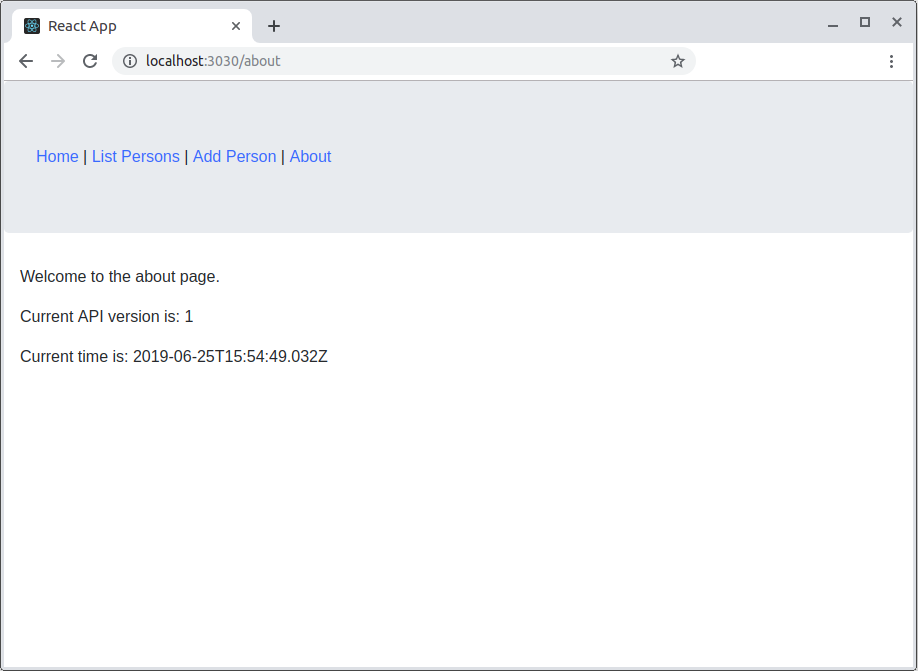 React App
localhost:3030/about
Home | List Persons | Add Person | About
Welcome to the about page.
Current API version is: 1
Current time is: 2019-06-25T15:54:49.032Z